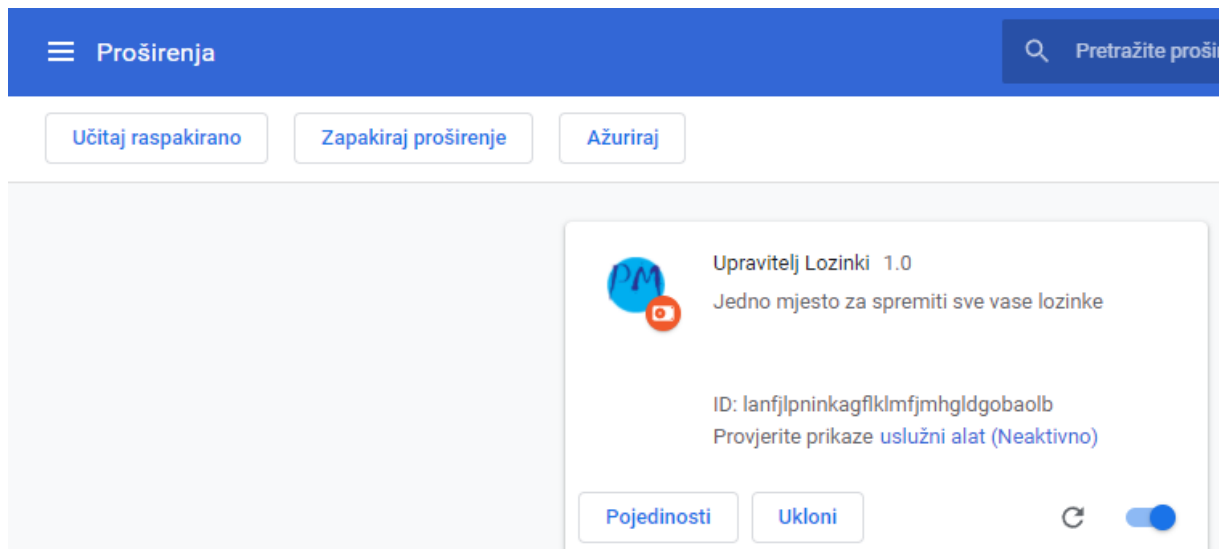 Proširenja
Pretražite proši
Učitaj raspakirano Zapakiraj proširenje Ažuriraj
PM
Upravitelj Lozinki 1.0
Jedno mjesto za spremiti sve vase lozinke
ID: lanfjlpninkagflklmfjmhgldgobaolb
Provjerite prikaze uslužni alat (Neaktivno)
Pojedinosti Ukloni